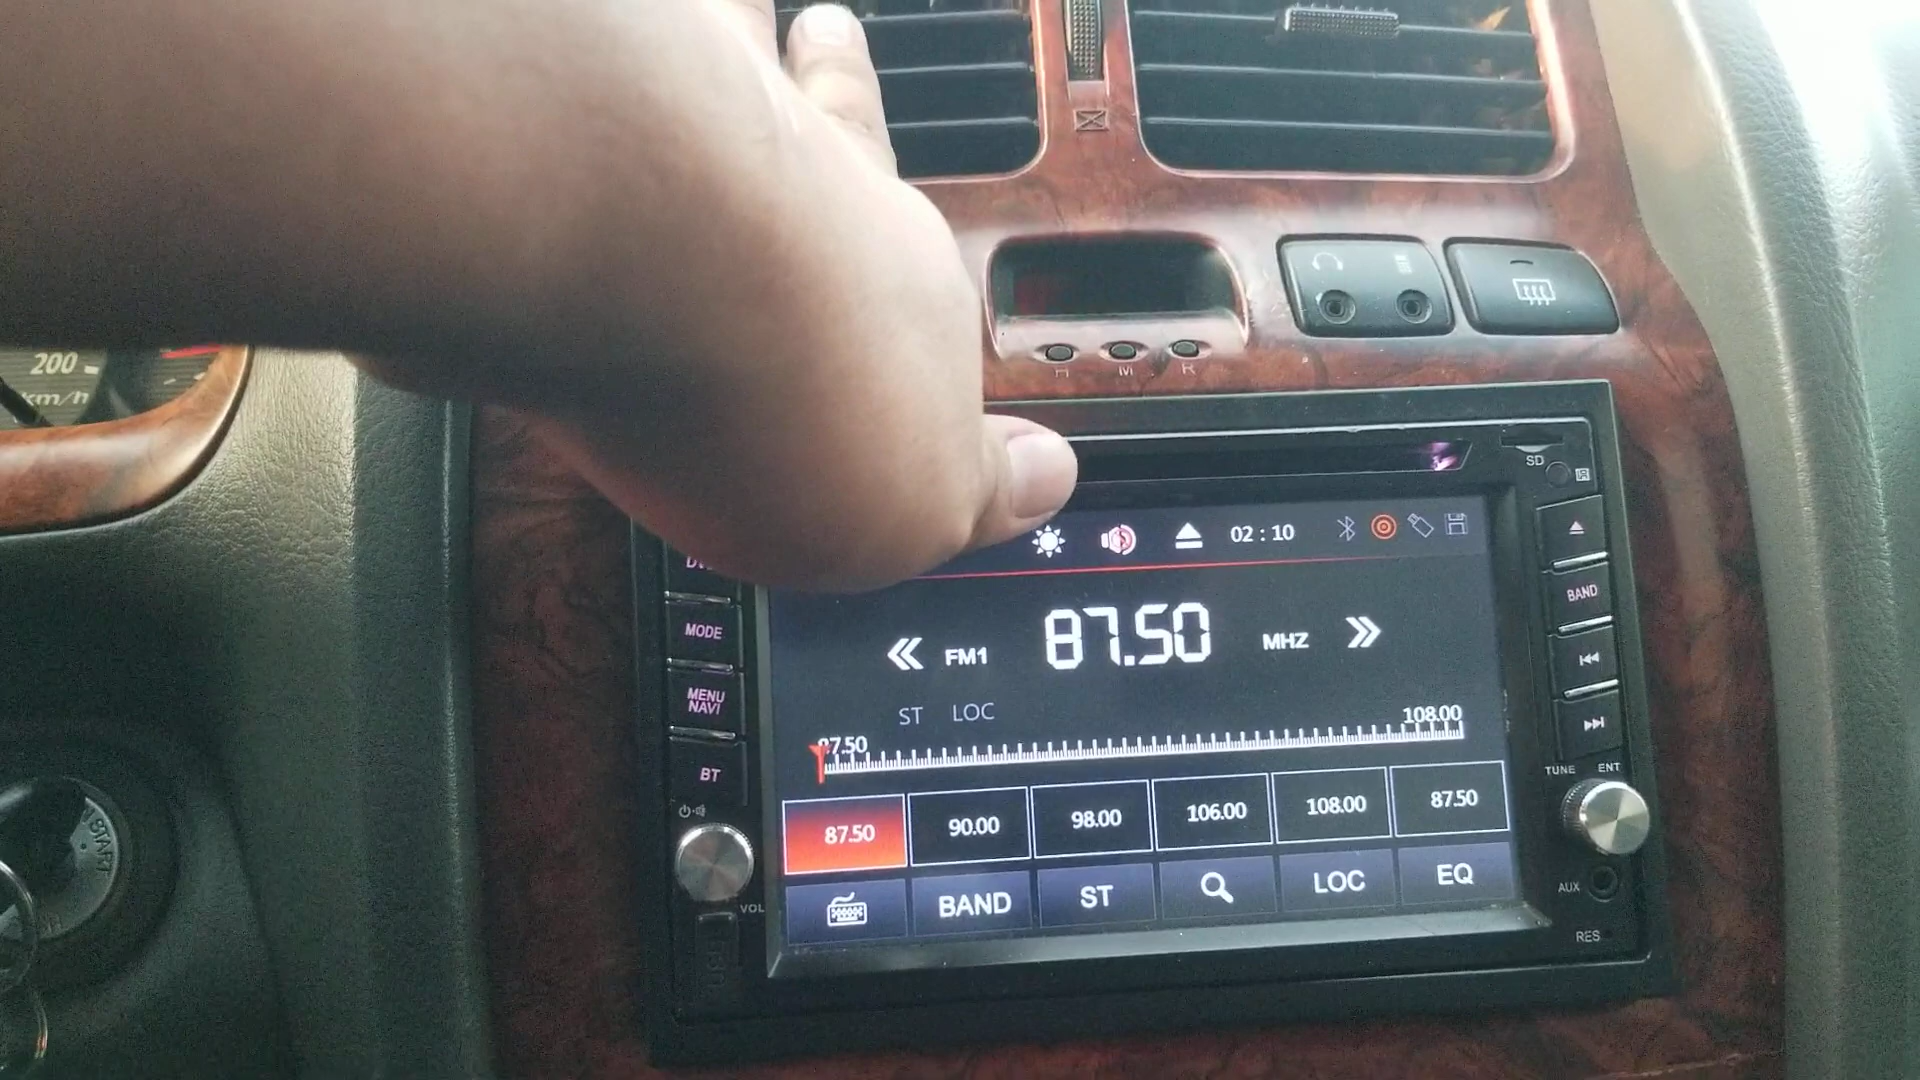 200
km/h
START
H M R
SD
02 : 10
BAND
MODE
FM1 87.50 MHZ
MENU
NAVI
ST LOC
108.00
87.50
BT
TUNE ENT
87.50 90.00 98.00 106.00 108.00 87.50
BAND ST LOC EQ
VOL
AUX
RES